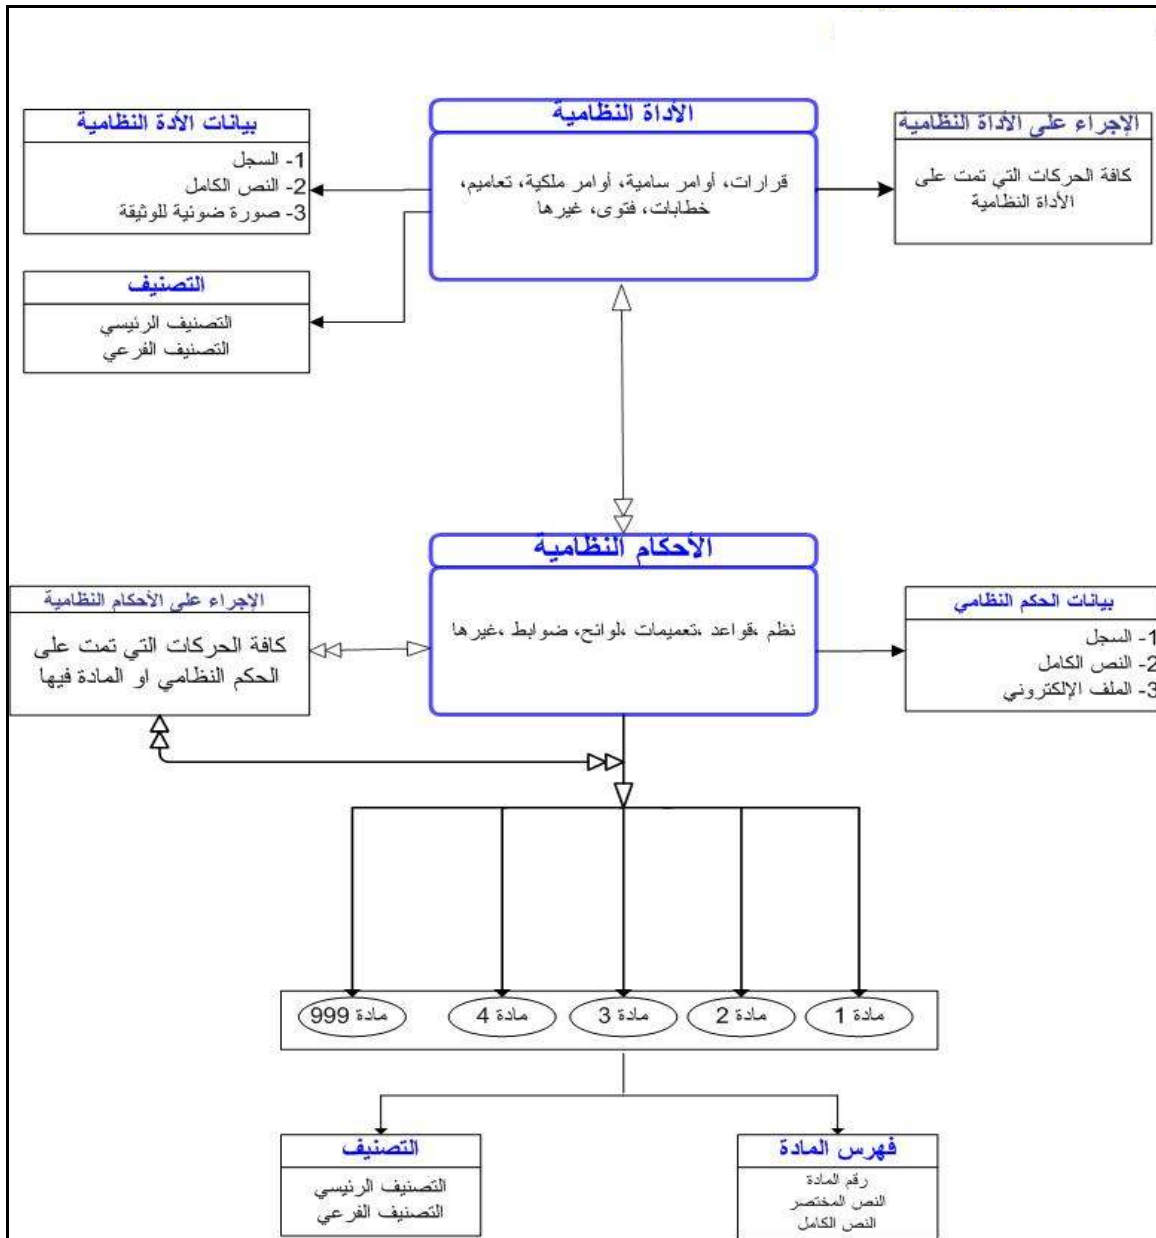 الأداة النظامية
قرارات، أوامر سامية، أوامر ملكية، تعاميم،
خطابات، فتوى، غيرها
الإجراء على الأداة النظامية
كافة الحركات التي تمت على
الأداة النظامية
بيانات الأدة النظامية
1- السجل
2- النص الكامل
3- صورة ضوئية للوثيقة
التصنيف
التصنيف الرئيسي
التصنيف الفرعي
الأحكام النظامية
نظم ،قواعد ،تعميمات ،لوائح، ضوابط ،غيرها
بيانات الحكم النظامي
1- السجل
2- النص الكامل
3- الملف الإلكتروني
الإجراء على الأحكام النظامية
كافة الحركات التي تمت على
الحكم النظامي او المادة فيها
مادة 1
مادة 2
مادة 3
مادة 4
مادة 999
فهرس المادة
رقم المادة
النص المختصر
النص الكامل
التصنيف
التصنيف الرئيسي
التصنيف الفرعي